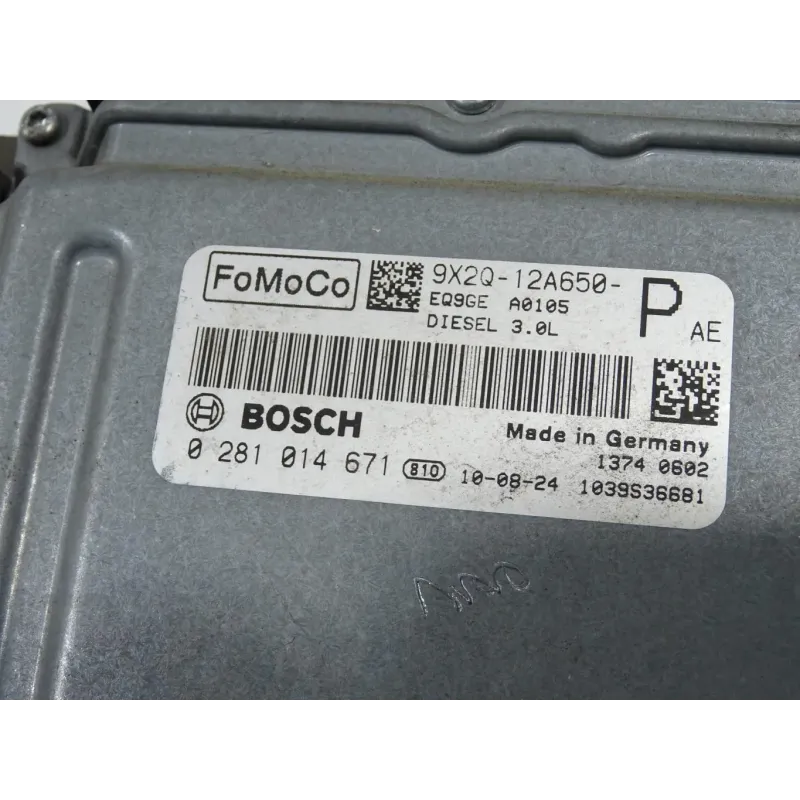 FoMoCo
9X2Q-12A650-
EQ9GE A0105
DIESEL 3.0L
P AE
BOSCH
Made in Germany
0 281 014 671 810 10-08-24
1374 0602
1039S36681